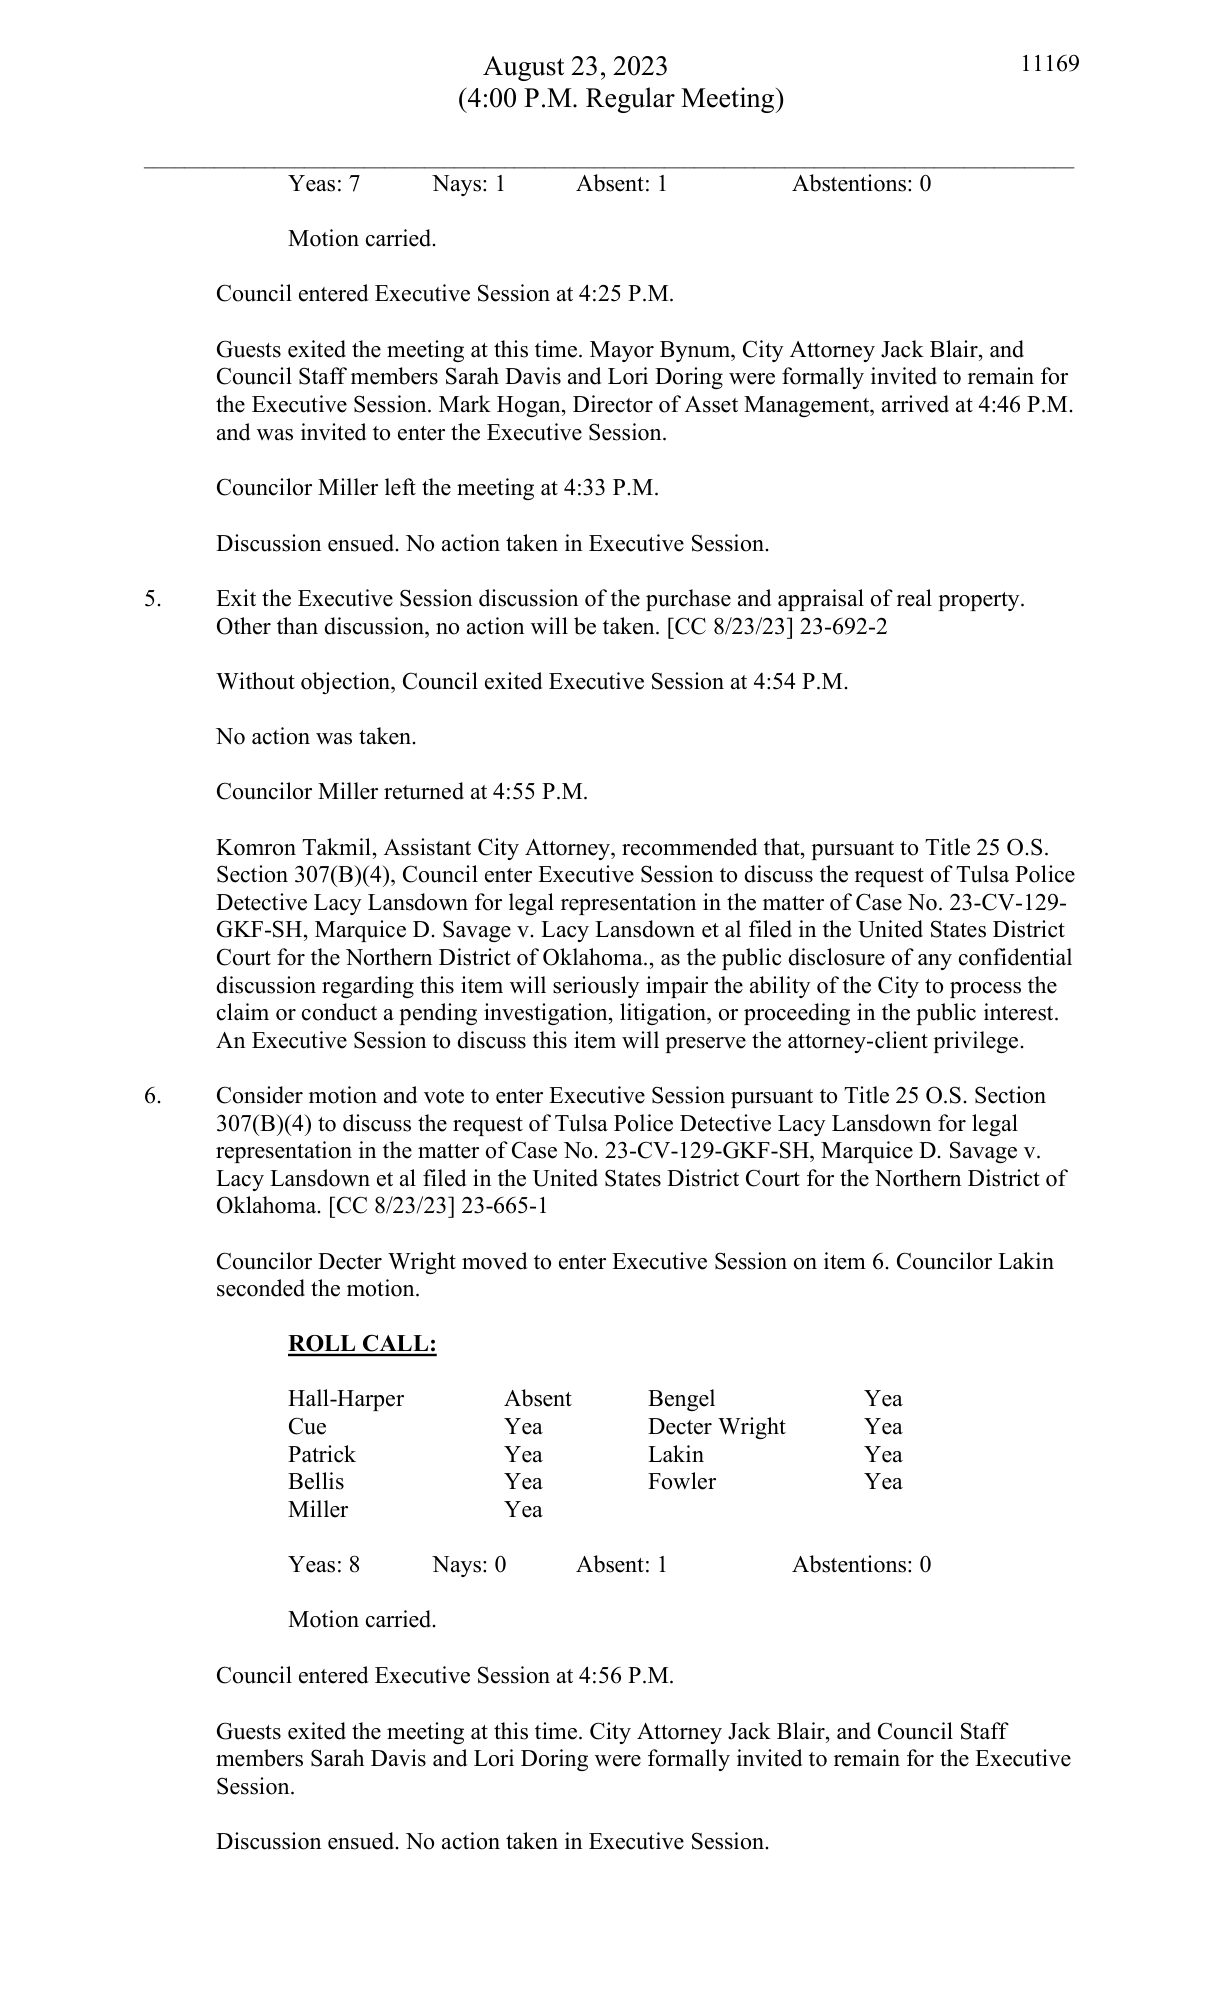 August 23, 2023
11169
(4:00 P.M. Regular Meeting)
Yeas: 7 Nays: 1 Absent: 1 Abstentions: 0
Motion carried.
Council entered Executive Session at 4:25 P.M.
Guests exited the meeting at this time. Mayor Bynum, City Attorney Jack Blair, and
Council Staff members Sarah Davis and Lori Doring were formally invited to remain for
the Executive Session. Mark Hogan, Director of Asset Management, arrived at 4:46 P.M.
and was invited to enter the Executive Session.
Councilor Miller left the meeting at 4:33 P.M.
Discussion ensued. No action taken in Executive Session.
5. Exit the Executive Session discussion of the purchase and appraisal of real property.
Other than discussion, no action will be taken. [CC 8/23/23] 23-692-2
Without objection, Council exited Executive Session at 4:54 P.M.
No action was taken.
Councilor Miller returned at 4:55 P.M.
Komron Takmil, Assistant City Attorney, recommended that, pursuant to Title 25 O.S.
Section 307(B)(4), Council enter Executive Session to discuss the request of Tulsa Police
Detective Lacy Lansdown for legal representation in the matter of Case No. 23-CV-129-
GKF-SH, Marquice D. Savage v. Lacy Lansdown et al filed in the United States District
Court for the Northern District of Oklahoma., as the public disclosure of any confidential
discussion regarding this item will seriously impair the ability of the City to process the
claim or conduct a pending investigation, litigation, or proceeding in the public interest.
An Executive Session to discuss this item will preserve the attorney-client privilege.
6. Consider motion and vote to enter Executive Session pursuant to Title 25 O.S. Section
307(B)(4) to discuss the request of Tulsa Police Detective Lacy Lansdown for legal
representation in the matter of Case No. 23-CV-129-GKF-SH, Marquice D. Savage v.
Lacy Lansdown et al filed in the United States District Court for the Northern District of
Oklahoma. [CC 8/23/23] 23-665-1
Councilor Decter Wright moved to enter Executive Session on item 6. Councilor Lakin
seconded the motion.
ROLL CALL:
Hall-Harper Absent Bengel Yea
Cue Yea Decter Wright Yea
Patrick Yea Lakin Yea
Bellis Yea Fowler Yea
Miller Yea
Yeas: 8 Nays: 0 Absent: 1 Abstentions: 0
Motion carried.
Council entered Executive Session at 4:56 P.M.
Guests exited the meeting at this time. City Attorney Jack Blair, and Council Staff
members Sarah Davis and Lori Doring were formally invited to remain for the Executive
Session.
Discussion ensued. No action taken in Executive Session.